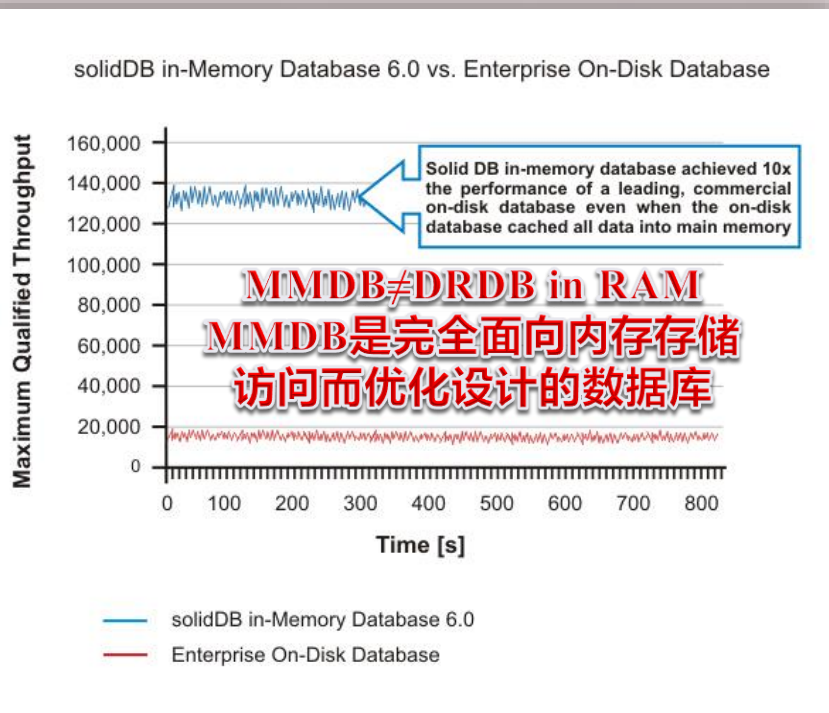 solidDB in-Memory Database 6.0 vs. Enterprise On-Disk Database
Maximum Qualified Throughput
160,000
140,000
120,000
100,000
80,000
60,000
40,000
20,000
0
Solid DB in-memory database achieved 10x
the performance of a leading, commercial
on-disk database even when the on-disk
database cached all data into main memory
MMDB≠DRDB in RAM
MMDB是完全面向内存存储
访问而优化设计的数据库
0 100 200 300 400 500 600 700 800
Time [s]
solidDB in-Memory Database 6.0
Enterprise On-Disk Database